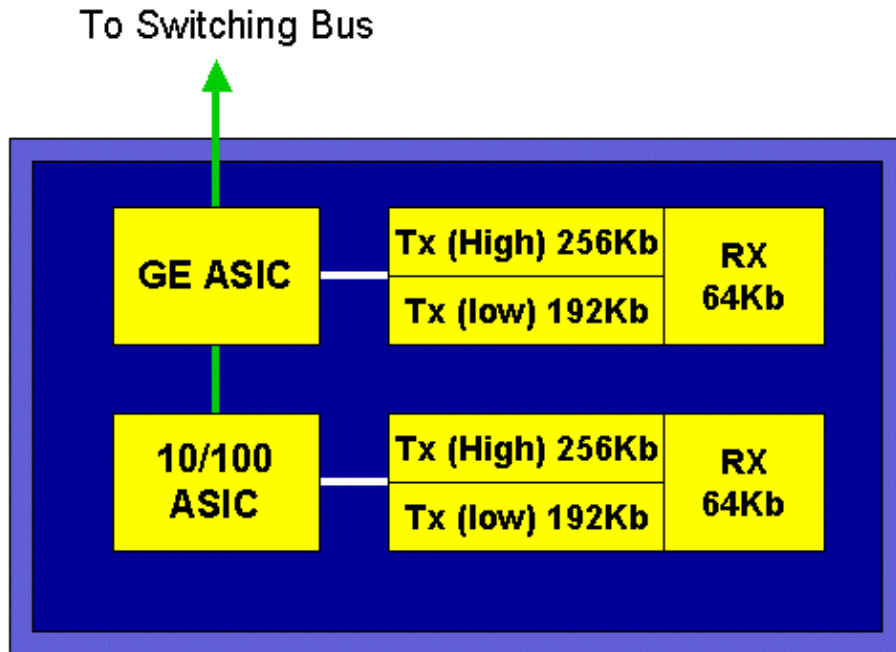 To Switching Bus
GE ASIC
Tx (High) 256Kb
Tx (low) 192Kb
RX
64Kb
10/100
ASIC
Tx (High) 256Kb
Tx (low) 192Kb
RX
64Kb